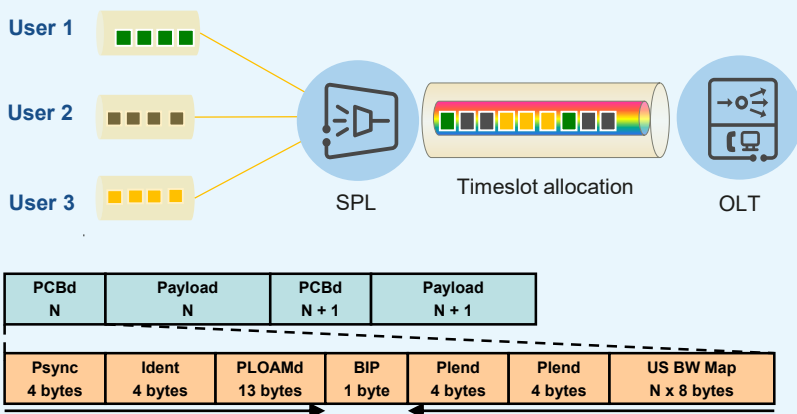 User 1
User 2
User 3
SPL
Timeslot allocation
OLT
PCBd Payload PCBd Payload
N N N + 1 N + 1
Psync Ident PLOAMd BIP Plend Plend US BW Map
4 bytes 4 bytes 13 bytes 1 byte 4 bytes 4 bytes N x 8 bytes